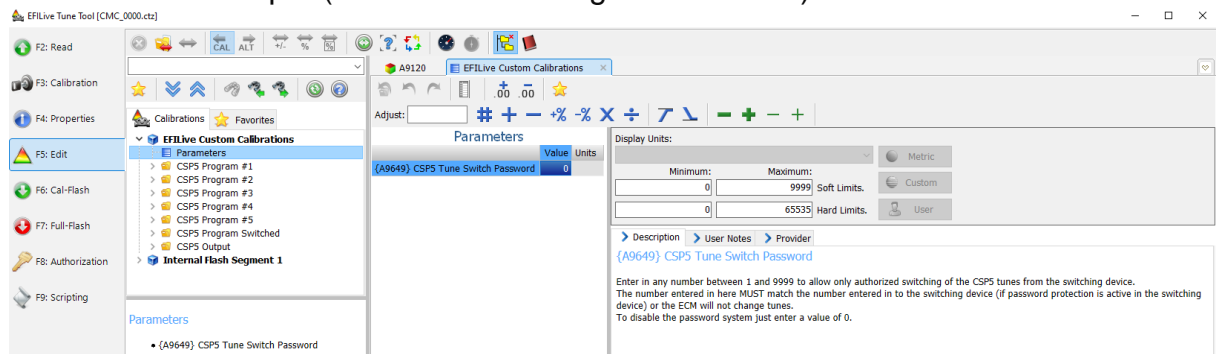 EFILive Tune Tool [CMC_0000.ctz]
F2: Read
F3: Calibration
F4: Properties
F5: Edit
F6: Cal-Flash
F7: Full-Flash
F8: Authorization
F9: Scripting
CAL ALT +/- % %
Calibrations Favorites
EFILive Custom Calibrations
Parameters
CSP5 Program #1
CSP5 Program #2
CSP5 Program #3
CSP5 Program #4
CSP5 Program #5
CSP5 Program Switched
CSP5 Output
Internal Flash Segment 1
Parameters
• {A9649} CSP5 Tune Switch Password
A9120 EFILive Custom Calibrations
.00 .00
Adjust: # + − +% -% X ÷
Parameters
Value Units
{A9649} CSP5 Tune Switch Password 0
Display Units:
Metric
Minimum: Maximum:
0 9999 Soft Limits. Custom
0 65535 Hard Limits. User
Description User Notes Provider
{A9649} CSP5 Tune Switch Password
Enter in any number between 1 and 9999 to allow only authorized switching of the CSP5 tunes from the switching device.
The number entered in here MUST match the number entered in to the switching device (if password protection is active in the switching
device) or the ECM will not change tunes.
To disable the password system just enter a value of 0.